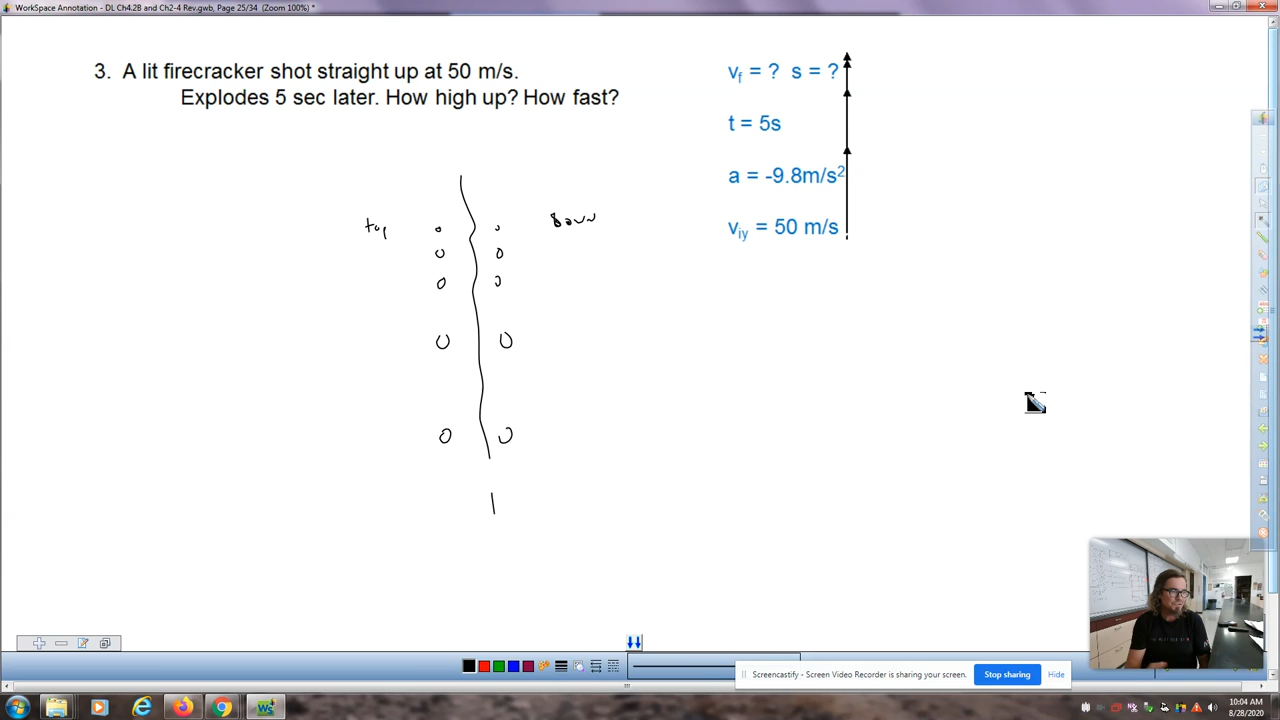 WorkSpace Annotation - DL Ch4.2B and Ch2-4 Rev.gwb, Page 25/34 (Zoom 100%) *
3. A lit firecracker shot straight up at 50 m/s.
Explodes 5 sec later. How high up? How fast?
vf = ? s = ?
t = 5s
a = -9.8m/s²
viy = 50 m/s
Screencastify - Screen Video Recorder is sharing your screen.
Stop sharing
Hide
10:04 AM
8/28/2020